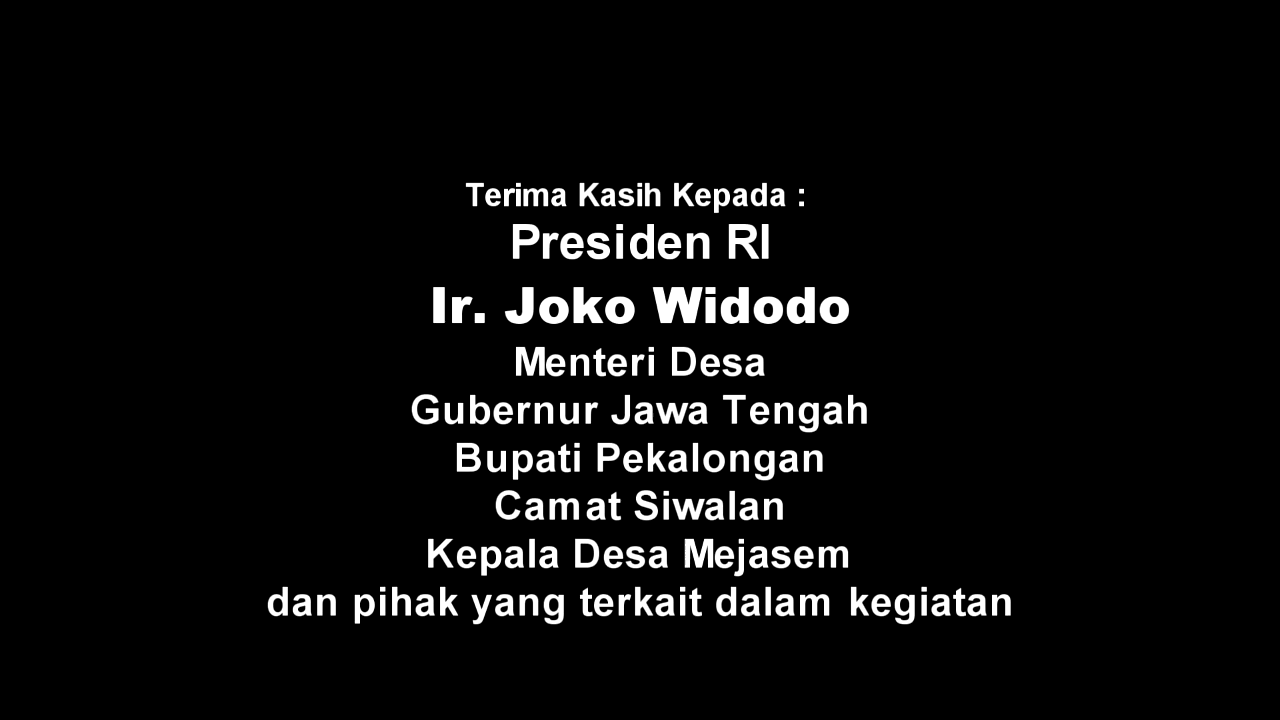 Terima Kasih Kepada :
Presiden RI
Ir. Joko Widodo
Menteri Desa
Gubernur Jawa Tengah
Bupati Pekalongan
Camat Siwalan
Kepala Desa Mejasem
dan pihak yang terkait dalam kegiatan